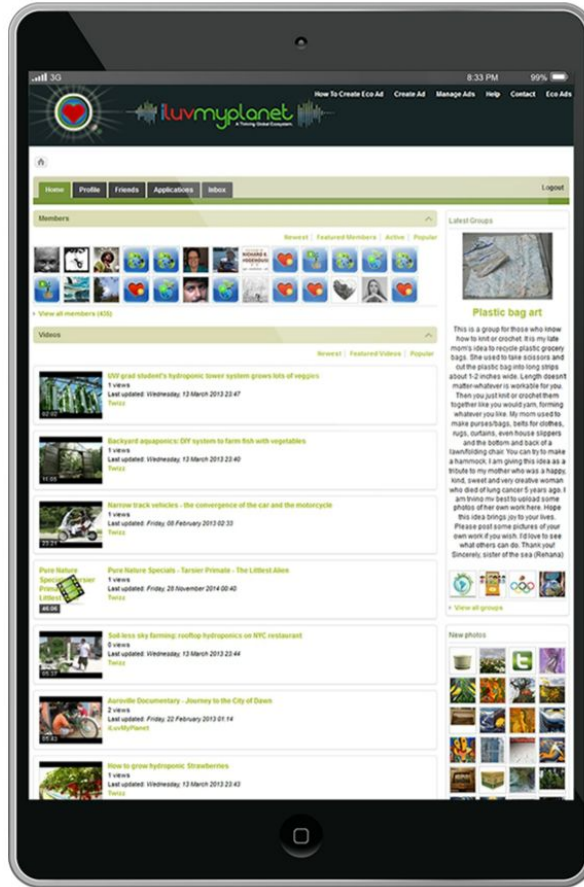 3G
8:33 PM
99%
How To Create Eco Ad
Create Ad
Manage Ads
Help
Contact
Eco Ads
iluvmyplanet
A Thriving Global Ecosystem.
Home
Profile
Friends
Applications
Inbox
Logout
Members
Newest | Featured Members | Active | Popular
View all members (436)
Videos
Newest | Featured Videos | Popular
UVI grad student's hydroponic tower system grows lots of veggies
1 views
Last updated: Wednesday, 13 March 2013 23:47
Twizz
02:02
Backyard aquaponics: DIY system to farm fish with vegetables
1 views
Last updated: Wednesday, 13 March 2013 23:40
Twizz
Narrow track vehicles - the convergence of the car and the motorcycle
1 views
Last updated: Friday, 08 February 2013 02:33
Twizz
23:21
Pure Nature
Pure Nature Specials - Tarsier Primate - The Littlest Alien
1 views
Last updated: Friday, 28 November 2014 00:40
Twizz
46:06
Soil-less sky farming: rooftop hydroponics on NYC restaurant
0 views
Last updated: Wednesday, 13 March 2013 23:44
Twizz
05:37
Auroville Documentary - Journey to the City of Dawn
2 views
Last updated: Friday, 22 February 2013 01:14
iLuvMyPlanet
05:43
How to grow hydroponic Strawberries
1 views
Last updated: Wednesday, 13 March 2013 23:43
Twizz
Latest Groups
Plastic bag art
This is a group for those who know
how to knit or crochet. It is my late
mom's idea to recycle plastic grocery
bags. She used to take scissors and
cut the plastic bag into long strips
about 1-2 inches wide. Length doesn't
matter-whatever is workable for you.
Then you just knit or crochet them
together like you would yarn, forming
whatever you like. My mom used to
make purses/bags, belts for clothes,
rugs, curtains, even house slippers
and the bottom and back of a
lawn/folding chair. You can try to make
a hammock. I am giving this idea as a
tribute to my mother who was a happy,
kind, sweet and very creative woman
who died of lung cancer 5 years ago. I
am trying my best to upload some
photos of her own work here. Hope
this idea brings joy to your lives.
Please post some pictures of your
own work if you wish. I'd love to see
what others can do. Thank you!
Sincerely, sister of the sea (Rehana)
View all groups
New photos